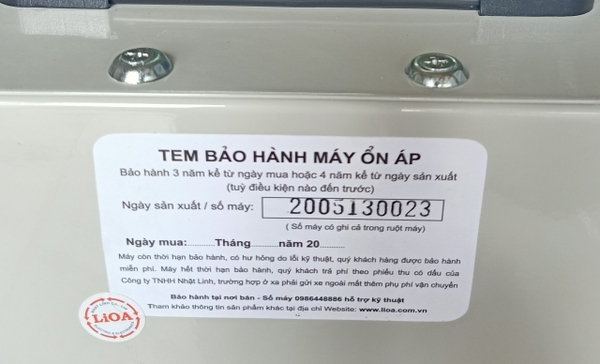 TEM BẢO HÀNH MÁY ỔN ÁP
Bảo hành 3 năm kể từ ngày mua hoặc 4 năm kể từ ngày sản xuất
(tuỳ điều kiện nào đến trước)
Ngày sản xuất / số máy: 2005130023
( Số máy có ghi cả trong ruột máy)
Ngày mua:............Tháng............năm 20............
Máy còn thời hạn bảo hành, có hư hỏng do lỗi kỹ thuật, quý khách hàng được bảo hành
miễn phí. Máy hết thời hạn bảo hành, quý khách trả phí theo phiếu thu có dấu của
Công ty TNHH Nhật Linh, trường hợp ở xa phải gửi xe ngoài mất thêm phụ phí vận chuyển
Bảo hành tại nơi bán - Số máy 0986448886 hỗ trợ kỹ thuật
Tham khảo thông tin sản phẩm khác tại địa chỉ Website: www.lioa.com.vn
LiOA